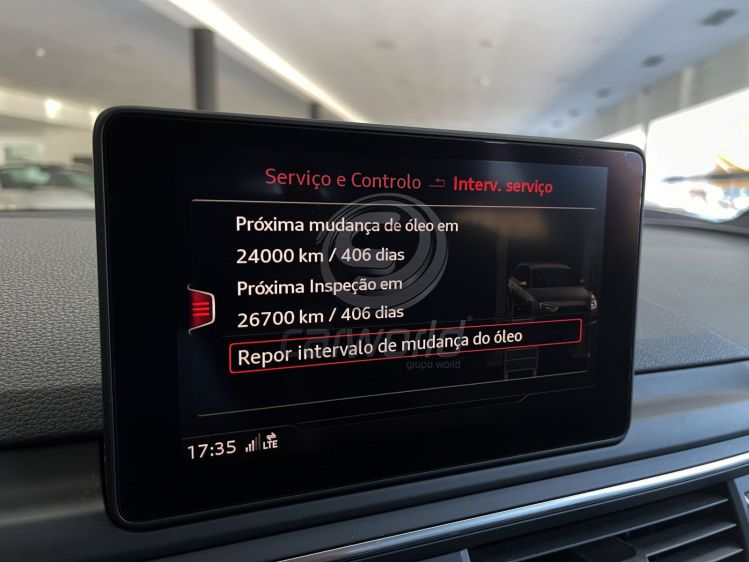 Serviço e Controlo Interv. serviço
Próxima mudança de óleo em
24000 km / 406 dias
Próxima Inspeção em
26700 km / 406 dias
carworld
Repor intervalo de mudança do óleo
grupo world
17:35 LTE